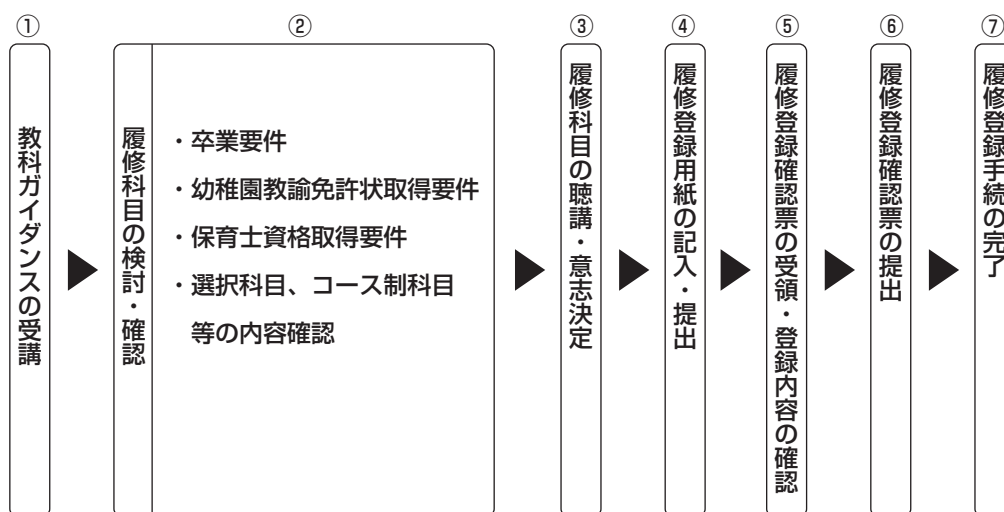 ①
教科ガイダンスの受講
②
履修科目の検討・確認
・卒業要件
・幼稚園教諭免許状取得要件
・保育士資格取得要件
・選択科目、コース制科目
等の内容確認
③
履修科目の聴講・意志決定
④
履修登録用紙の記入・提出
⑤
履修登録確認票の受領・登録内容の確認
⑥
履修登録確認票の提出
⑦
履修登録手続の完了